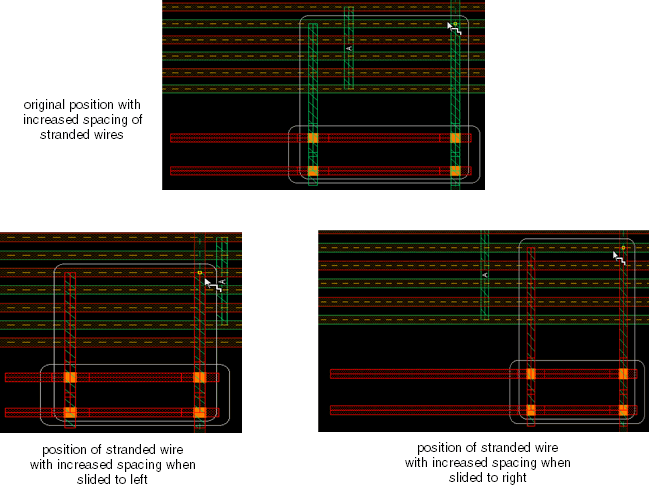 A
original position with
increased spacing of
stranded wires
A
A
position of stranded wire
with increased spacing when
slided to left
position of stranded wire
with increased spacing when
slided to right